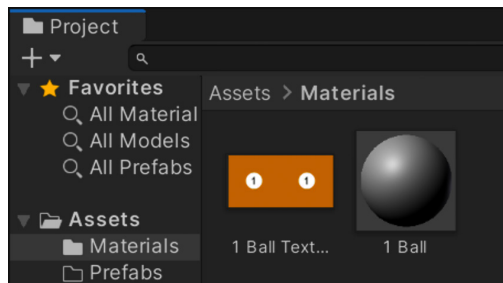 Project
Favorites
All Material
All Models
All Prefabs
Assets
Materials
Prefabs
Assets > Materials
1 1
1 Ball Text...
1 Ball